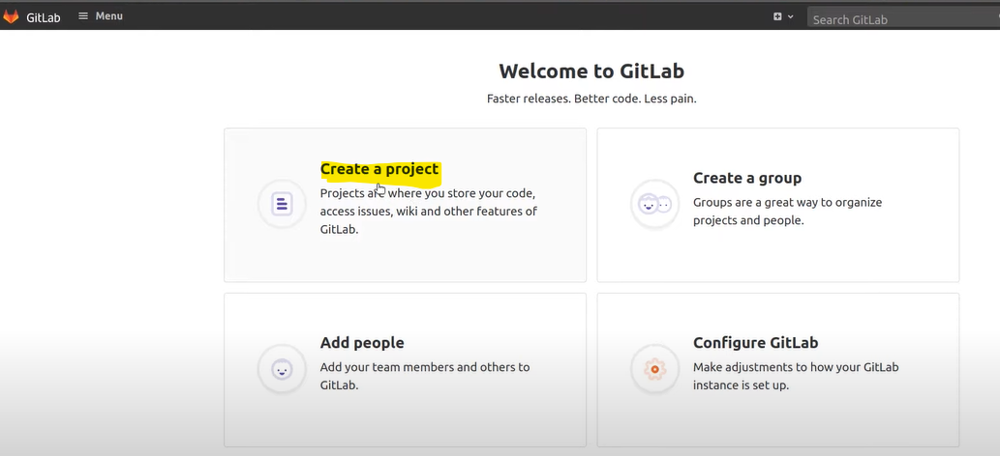 GitLab
Menu
Search GitLab
Welcome to GitLab
Faster releases. Better code. Less pain.
Create a project
Projects are where you store your code,
access issues, wiki and other features of
GitLab.
Create a group
Groups are a great way to organize
projects and people.
Add people
Add your team members and others to
GitLab.
Configure GitLab
Make adjustments to how your GitLab
instance is set up.